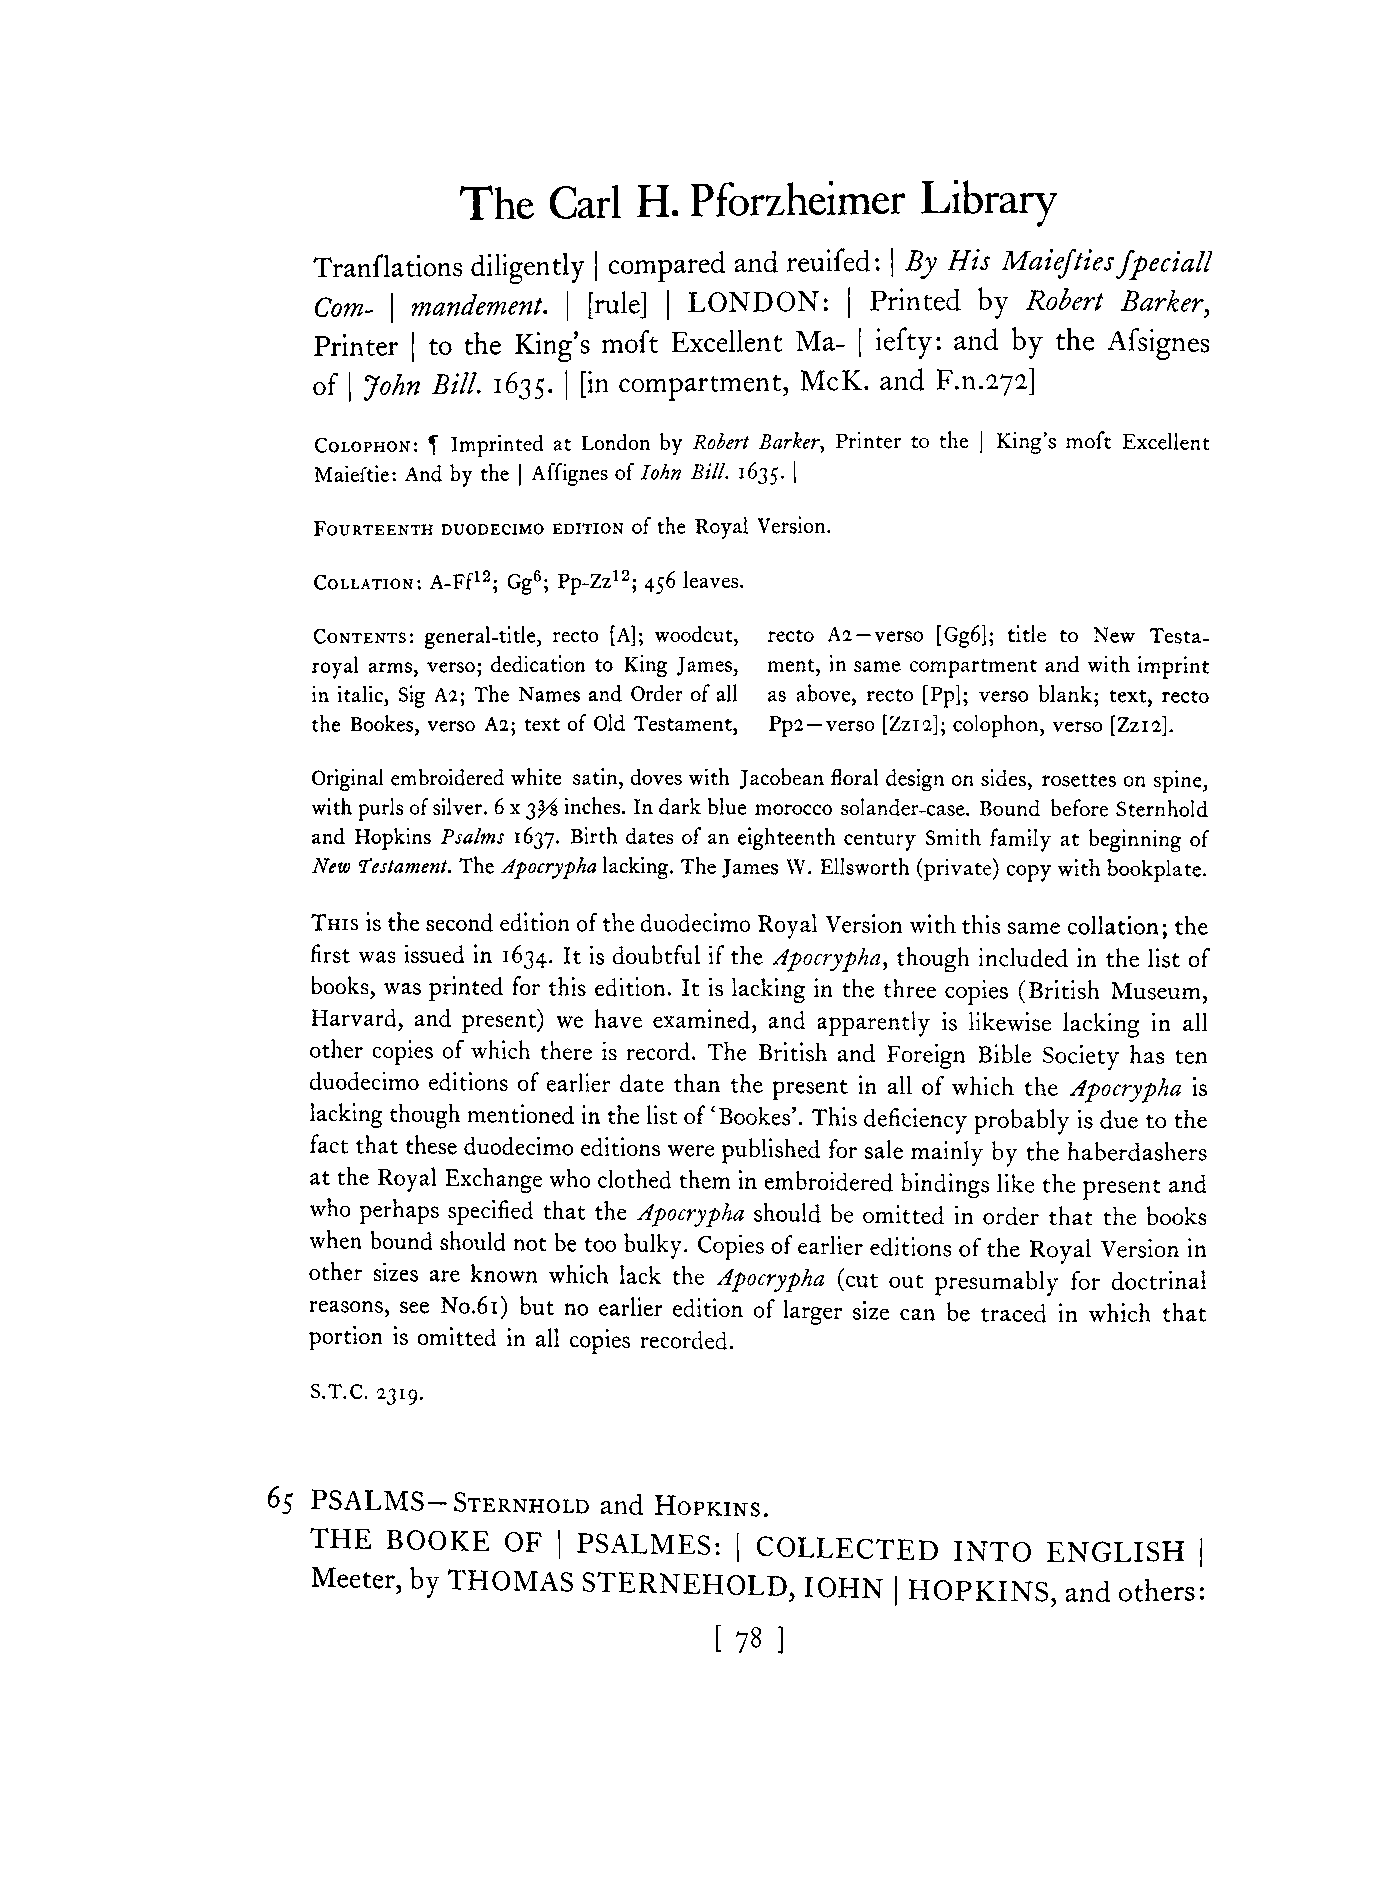 The Carl H. Pforzheimer Library
Tranſlations diligently | compared and reuiſed: | By His Maieſties ſpeciall
Com- | mandement. | [rule] | LONDON: | Printed by Robert Barker,
Printer | to the King's moſt Excellent Ma- | ieſty: and by the Aſsignes
of | John Bill. 1635. | [in compartment, McK. and F.n.272]
COLOPHON: ¶ Imprinted at London by Robert Barker, Printer to the | King's moſt Excellent
Maieſtie: And by the | Aſſignes of Iohn Bill. 1635. |
FOURTEENTH DUODECIMO EDITION of the Royal Version.
COLLATION: A-Ff¹²; Gg⁶; Pp-Zz¹²; 456 leaves.
CONTENTS: general-title, recto [A]; woodcut,
royal arms, verso; dedication to King James,
in italic, Sig A2; The Names and Order of all
the Bookes, verso A2; text of Old Testament,
recto A2—verso [Gg6]; title to New Testa-
ment, in same compartment and with imprint
as above, recto [Pp]; verso blank; text, recto
Pp2—verso [Zz12]; colophon, verso [Zz12].
Original embroidered white satin, doves with Jacobean floral design on sides, rosettes on spine,
with purls of silver. 6 x 3⅜ inches. In dark blue morocco solander-case. Bound before Sternhold
and Hopkins Psalms 1637. Birth dates of an eighteenth century Smith family at beginning of
New Testament. The Apocrypha lacking. The James W. Ellsworth (private) copy with bookplate.
THIS is the second edition of the duodecimo Royal Version with this same collation; the
first was issued in 1634. It is doubtful if the Apocrypha, though included in the list of
books, was printed for this edition. It is lacking in the three copies (British Museum,
Harvard, and present) we have examined, and apparently is likewise lacking in all
other copies of which there is record. The British and Foreign Bible Society has ten
duodecimo editions of earlier date than the present in all of which the Apocrypha is
lacking though mentioned in the list of 'Bookes'. This deficiency probably is due to the
fact that these duodecimo editions were published for sale mainly by the haberdashers
at the Royal Exchange who clothed them in embroidered bindings like the present and
who perhaps specified that the Apocrypha should be omitted in order that the books
when bound should not be too bulky. Copies of earlier editions of the Royal Version in
other sizes are known which lack the Apocrypha (cut out presumably for doctrinal
reasons, see No.61) but no earlier edition of larger size can be traced in which that
portion is omitted in all copies recorded.
S.T.C. 2319.
65 PSALMS—STERNHOLD and HOPKINS.
THE BOOKE OF | PSALMES: | COLLECTED INTO ENGLISH |
Meeter, by THOMAS STERNEHOLD, IOHN | HOPKINS, and others:
[ 78 ]